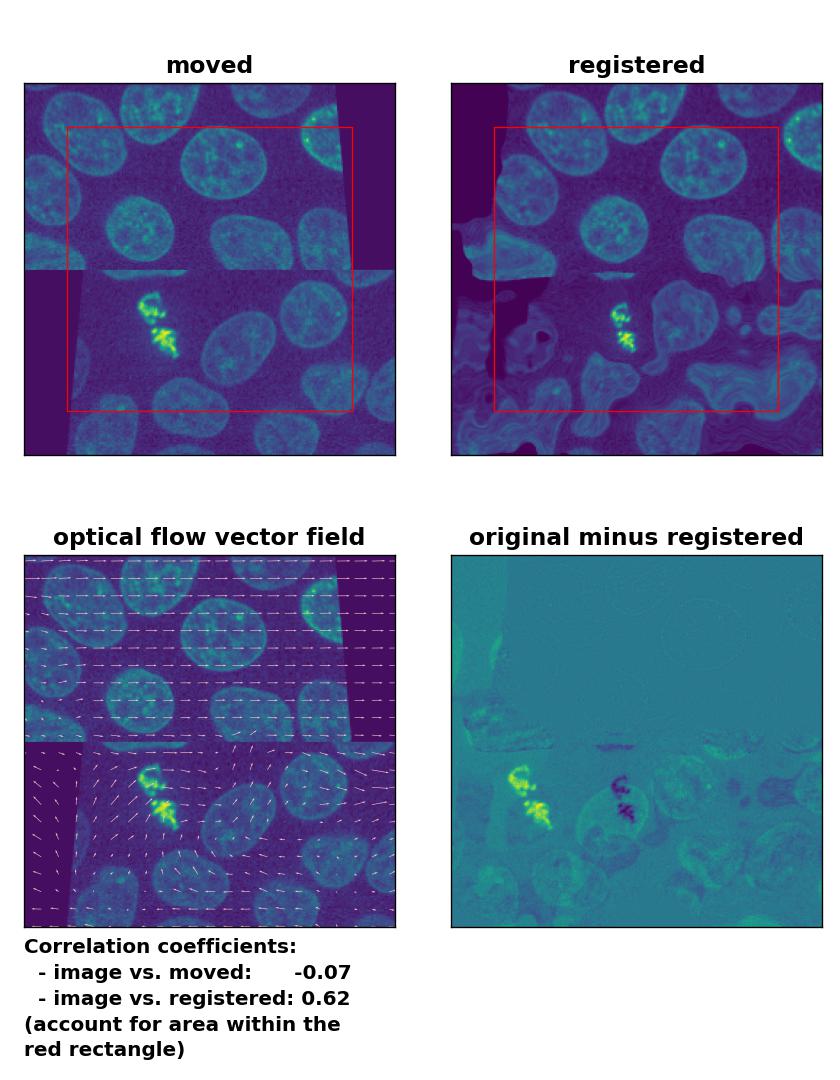 moved
registered
optical flow vector field
original minus registered
Correlation coefficients:
  - image vs. moved:      -0.07
  - image vs. registered: 0.62
(account for area within the
red rectangle)